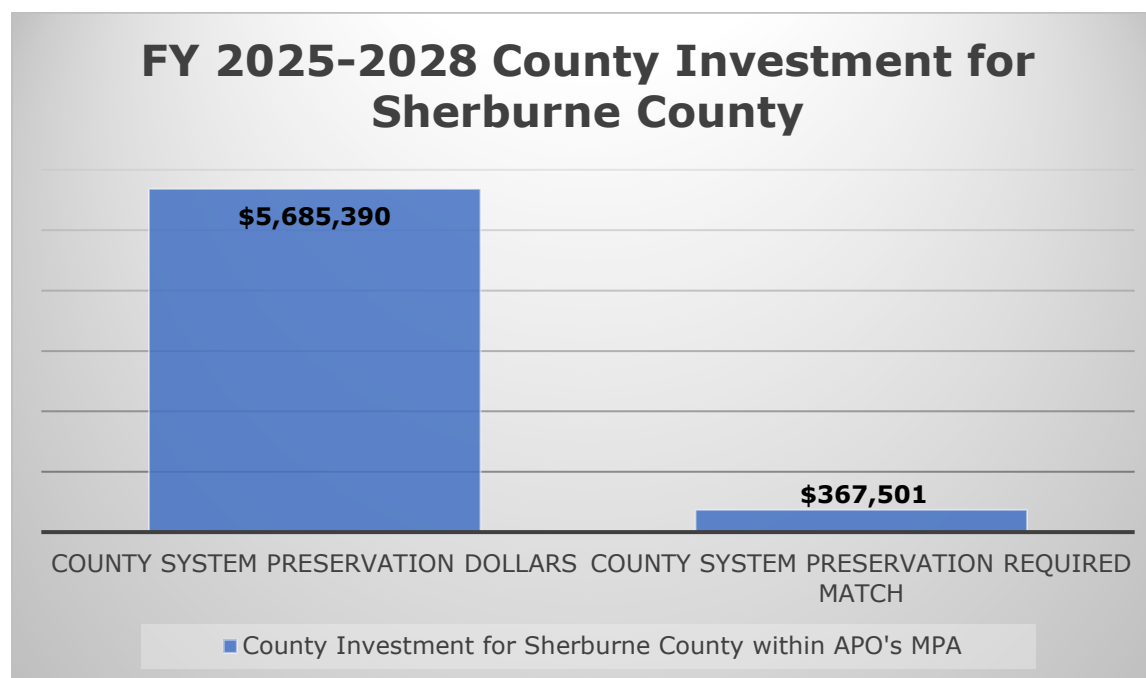 FY 2025-2028 County Investment for
Sherburne County
$5,685,390
$367,501
COUNTY SYSTEM PRESERVATION DOLLARS
COUNTY SYSTEM PRESERVATION REQUIRED
MATCH
County Investment for Sherburne County within APO's MPA